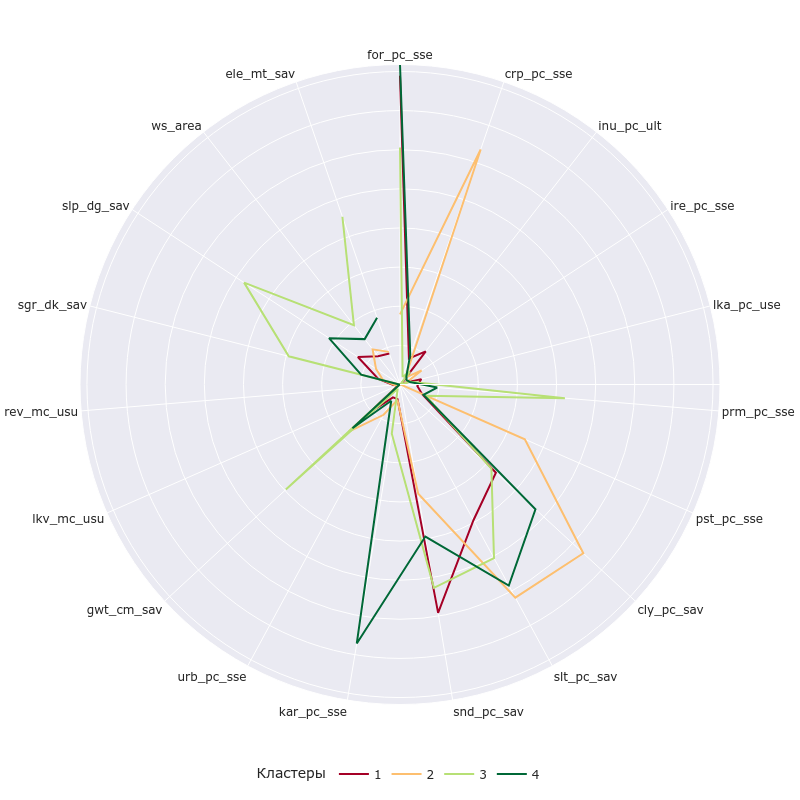 for_pc_sse
crp_pc_sse
inu_pc_ult
ire_pc_sse
lka_pc_use
prm_pc_sse
pst_pc_sse
cly_pc_sav
slt_pc_sav
snd_pc_sav
kar_pc_sse
urb_pc_sse
gwt_cm_sav
lkv_mc_usu
rev_mc_usu
sgr_dk_sav
slp_dg_sav
ws_area
ele_mt_sav
Кластеры 1 2 3 4